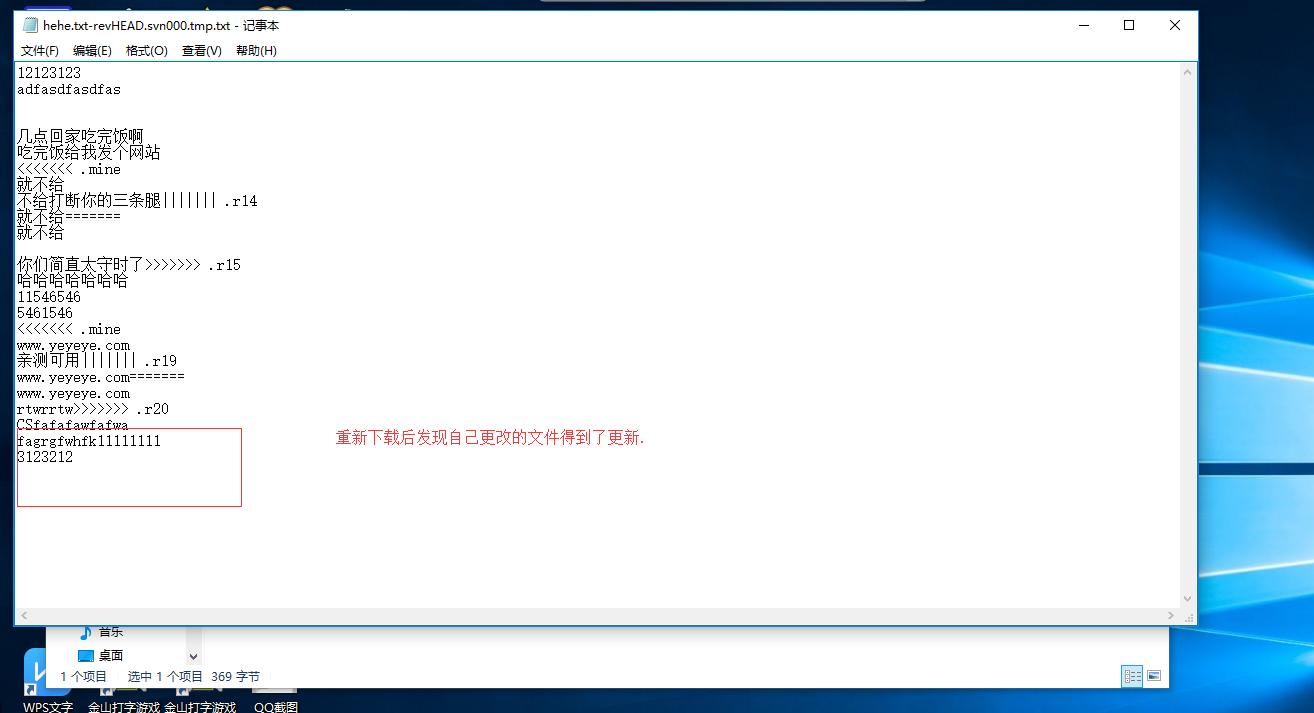 hehe.txt-revHEAD.svn000.tmp.txt - 记事本
文件(F) 编辑(E) 格式(O) 查看(V) 帮助(H)
12123123
adfasdfasdfas
几点回家吃完饭啊
吃完饭给我发个网站
<<<<<<< .mine
就不给
不给打断你的三条腿||||||| .r14
就不给=======
就不给
你们简直太守时了>>>>>>> .r15
哈哈哈哈哈哈哈
11546546
5461546
<<<<<<< .mine
www.yeyeye.com
亲测可用||||||| .r19
www.yeyeye.com=======
www.yeyeye.com
rtwrrtw>>>>>>> .r20
CSfafafawfafwa
fagrgfwhfkl1111111
3123212
重新下载后发现自己更改的文件得到了更新.
音乐
桌面
1 个项目 选中 1 个项目 369 字节
WPS文字 金山打字游戏 金山打字游戏 QQ截图